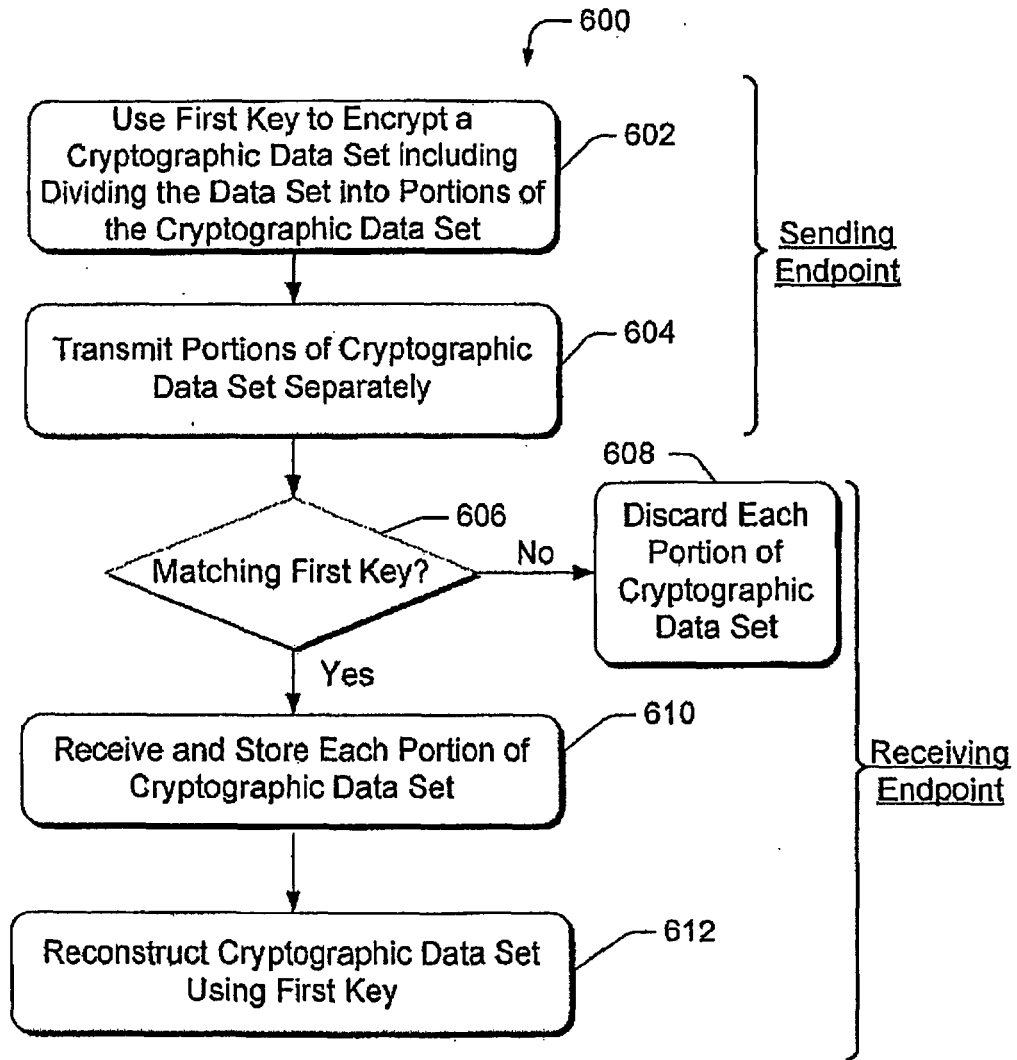 600
Use First Key to Encrypt a
Cryptographic Data Set including
Dividing the Data Set into Portions of
the Cryptographic Data Set
602
Sending
Endpoint
Transmit Portions of Cryptographic
Data Set Separately
604
606
Matching First Key?
No
Yes
608
Discard Each
Portion of
Cryptographic
Data Set
610
Receive and Store Each Portion of
Cryptographic Data Set
Receiving
Endpoint
612
Reconstruct Cryptographic Data Set
Using First Key